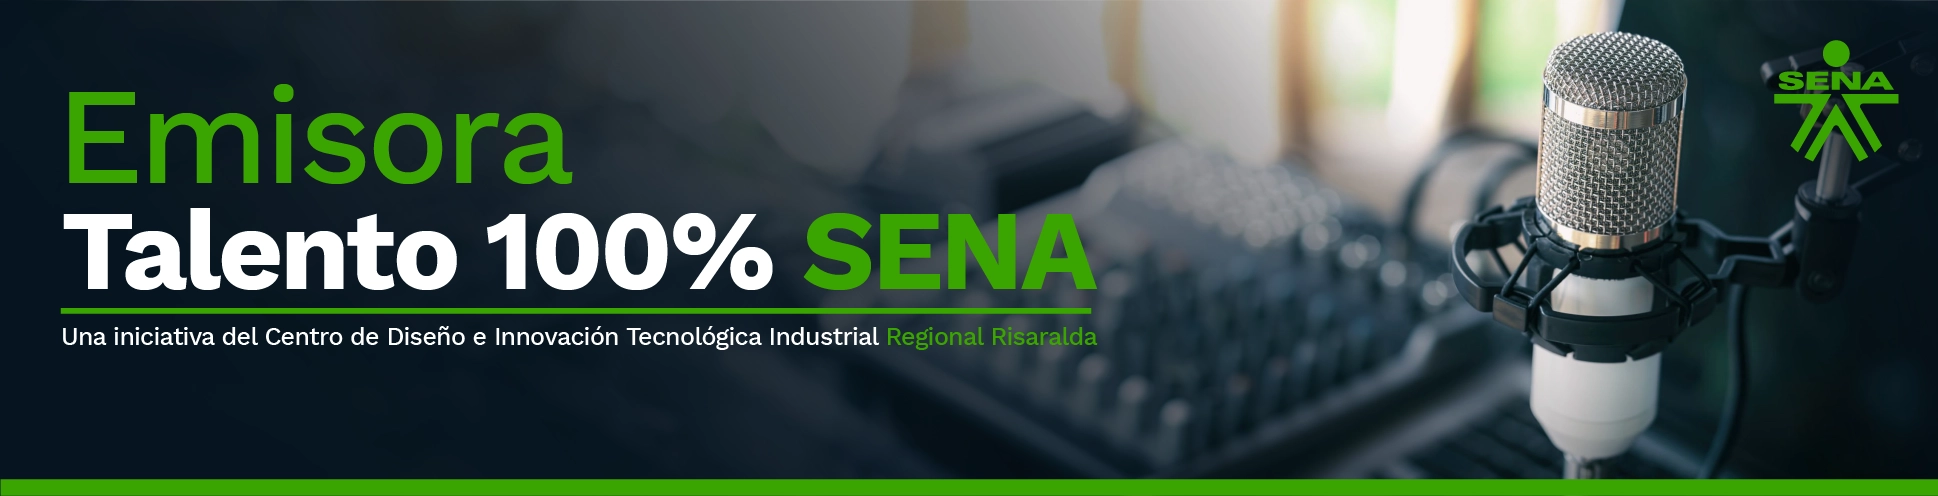 Emisora
Talento 100% SENA
Una iniciativa del Centro de Diseño e Innovación Tecnológica Industrial Regional Risaralda
SENA